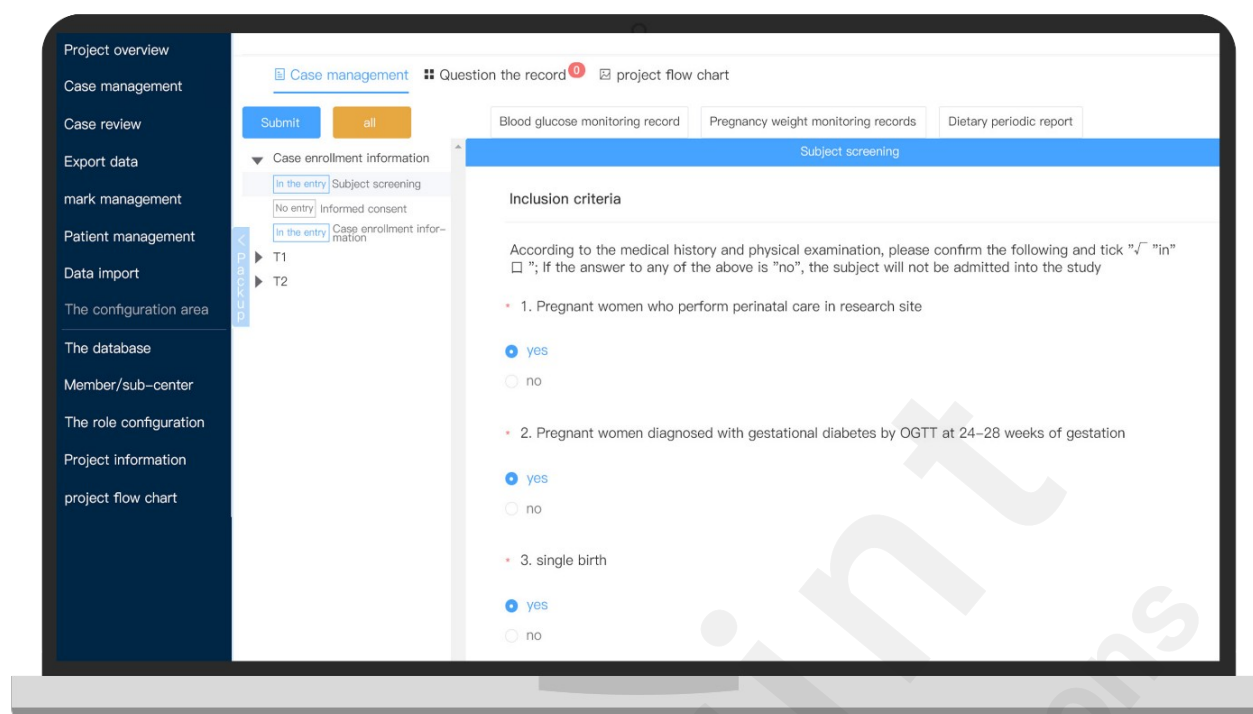 Project overview
Case management
Case review
Export data
mark management
Patient management
Data import
The configuration area
The database
Member/sub-center
The role configuration
Project information
project flow chart
Case management
Question the record 0
project flow chart
Submit
all
Blood glucose monitoring record
Pregnancy weight monitoring records
Dietary periodic report
Case enrollment information
In the entry Subject screening
No entry Informed consent
In the entry Case enrollment infor-
mation
T1
T2
< Packup
Subject screening
Inclusion criteria
According to the medical history and physical examination, please confirm the following and tick "√ "in"
口 "; If the answer to any of the above is "no", the subject will not be admitted into the study
* 1. Pregnant women who perform perinatal care in research site
yes
no
* 2. Pregnant women diagnosed with gestational diabetes by OGTT at 24-28 weeks of gestation
yes
no
* 3. single birth
yes
no
int
ons